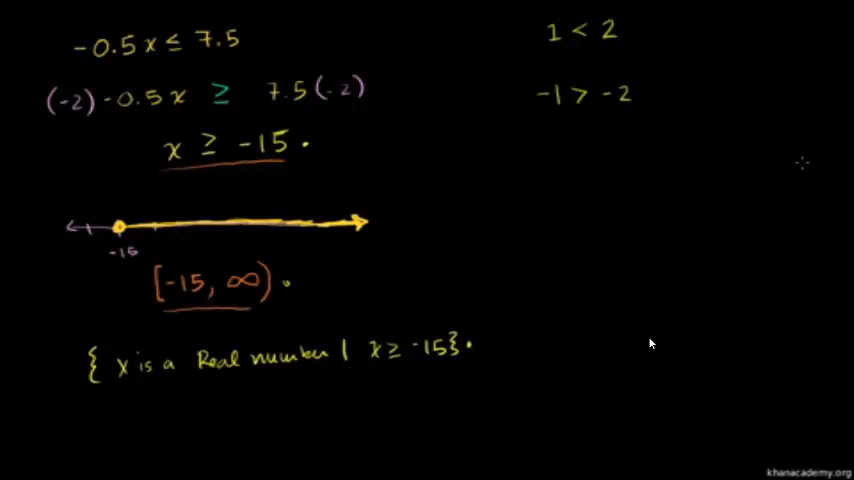 -0.5x ≤ 7.5
1 < 2
(-2) -0.5x ≥ 7.5 (-2)
-1 > -2
x ≥ -15.
-15
[-15, ∞).
{ x is a Real number | x ≥ -15}.
khanacademy.org